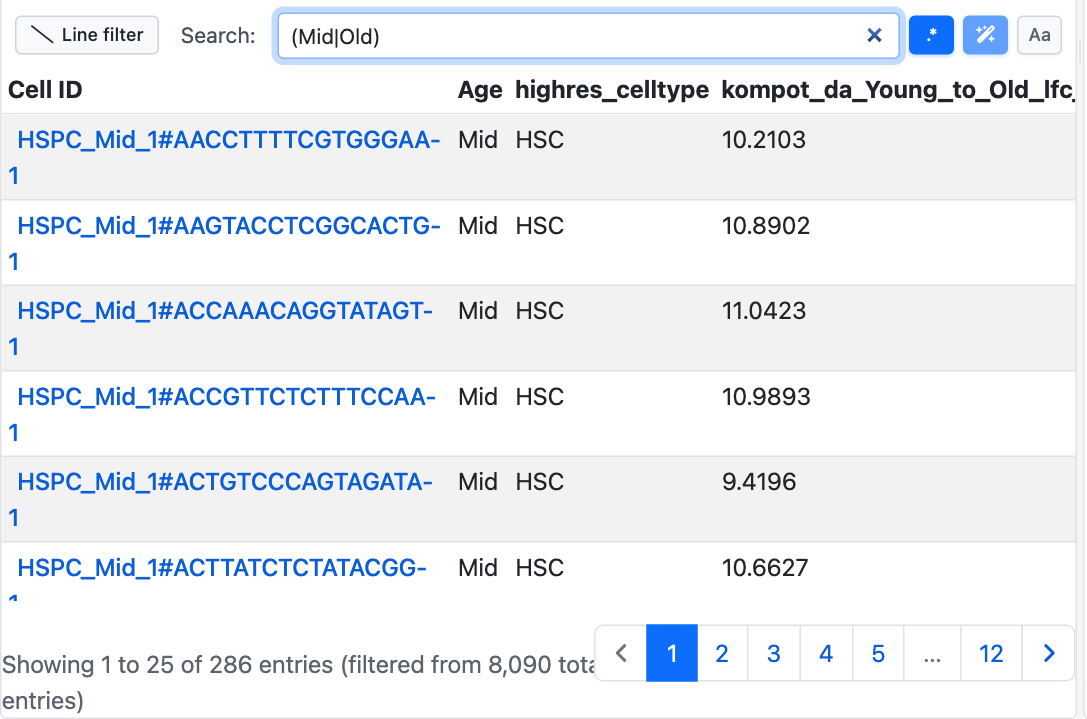 Line filter Search: (Mid|Old) × .* Aa
Cell ID Age highres_celltype kompot_da_Young_to_Old_lfc_
HSPC_Mid_1#AACCTTTTCGTGGGAA- Mid HSC 10.2103
1
HSPC_Mid_1#AAGTACCTCGGCACTG- Mid HSC 10.8902
1
HSPC_Mid_1#ACCAAACAGGTATAGT- Mid HSC 11.0423
1
HSPC_Mid_1#ACCGTTCTCTTTCCAA- Mid HSC 10.9893
1
HSPC_Mid_1#ACTGTCCCAGTAGATA- Mid HSC 9.4196
1
HSPC_Mid_1#ACTTATCTCTATACGG- Mid HSC 10.6627
1
Showing 1 to 25 of 286 entries (filtered from 8,090 tota
entries)
‹ 1 2 3 4 5 ... 12 ›